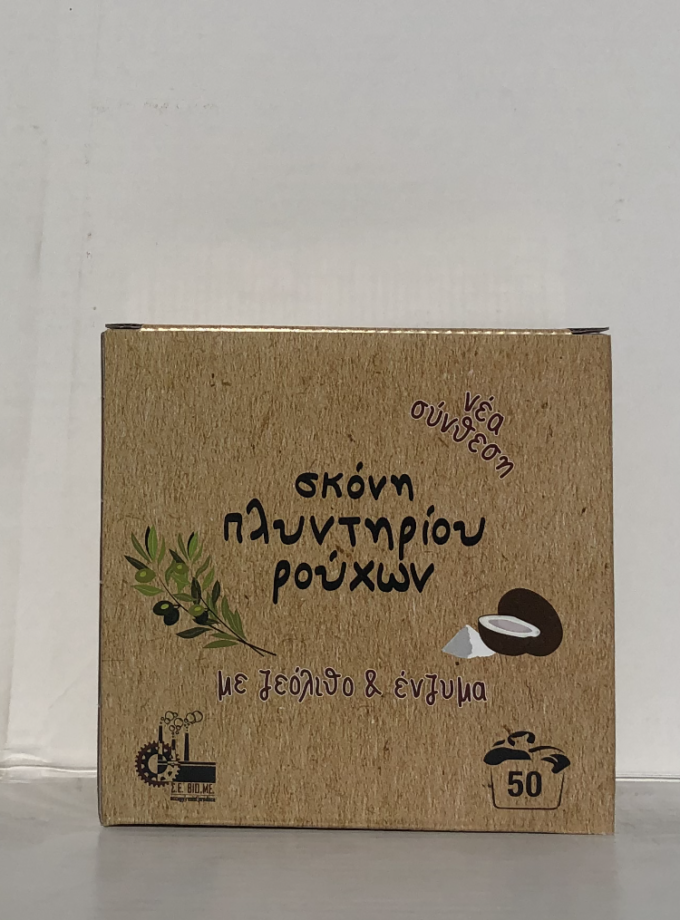 νέα
σύνθεση
σκόνη
πλυντηρίου
ρούχων
με ζεόλιθο & ένζυμα
Σ.Ε. ΒΙΟ.ΜΕ.
50